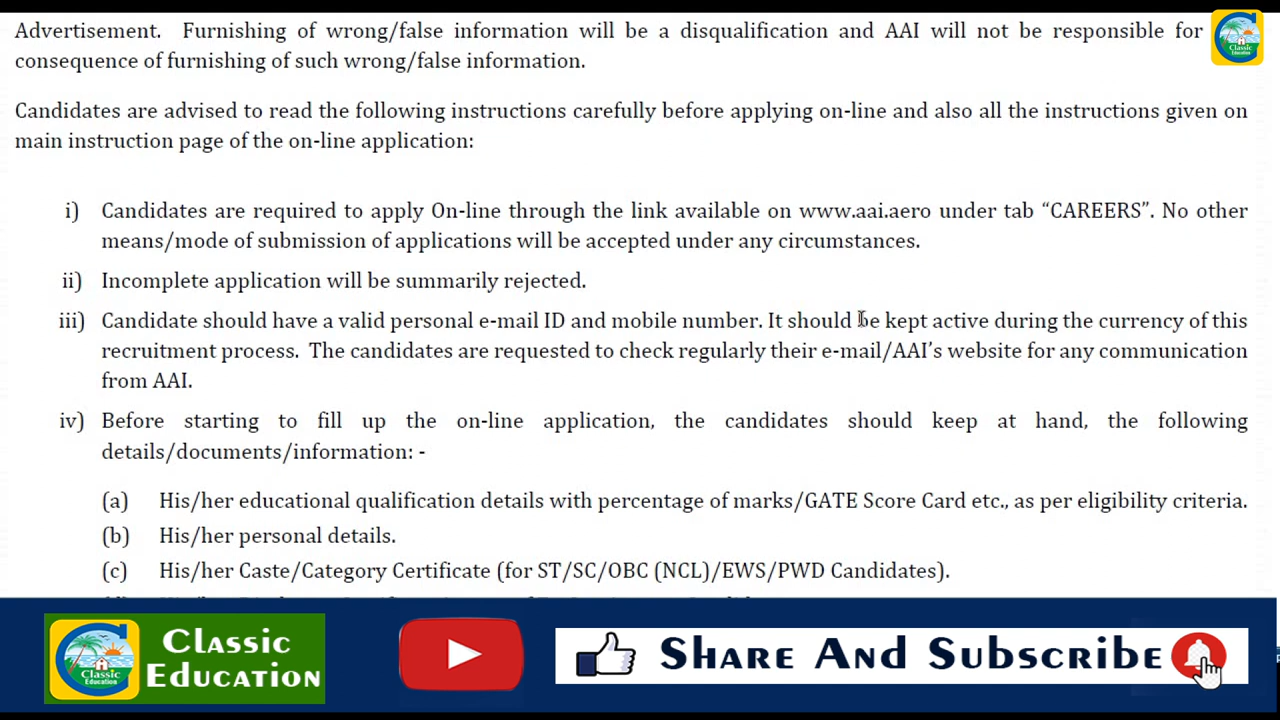 Advertisement. Furnishing of wrong/false information will be a disqualification and AAI will not be responsible for
consequence of furnishing of such wrong/false information.
Classic
Education
Candidates are advised to read the following instructions carefully before applying on-line and also all the instructions given on
main instruction page of the on-line application:
i) Candidates are required to apply On-line through the link available on www.aai.aero under tab “CAREERS”. No other
means/mode of submission of applications will be accepted under any circumstances.
ii) Incomplete application will be summarily rejected.
iii) Candidate should have a valid personal e-mail ID and mobile number. It should be kept active during the currency of this
recruitment process. The candidates are requested to check regularly their e-mail/AAI’s website for any communication
from AAI.
iv) Before starting to fill up the on-line application, the candidates should keep at hand, the following
details/documents/information: -
(a) His/her educational qualification details with percentage of marks/GATE Score Card etc., as per eligibility criteria.
(b) His/her personal details.
(c) His/her Caste/Category Certificate (for ST/SC/OBC (NCL)/EWS/PWD Candidates).
Classic
Education
Classic
Education
Share And Subscribe